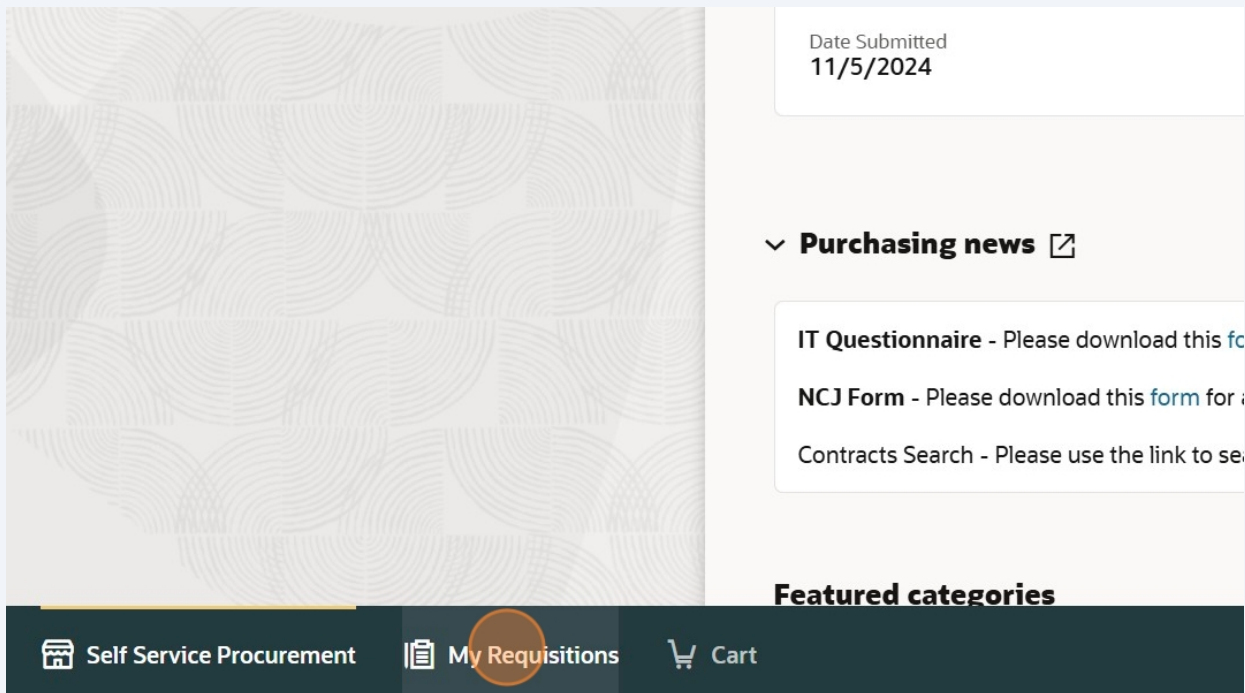 Date Submitted
11/5/2024
Purchasing news
IT Questionnaire - Please download this
NCJ Form - Please download this form for
Contracts Search - Please use the link to
Featured categories
Self Service Procurement
My Requisitions
Cart